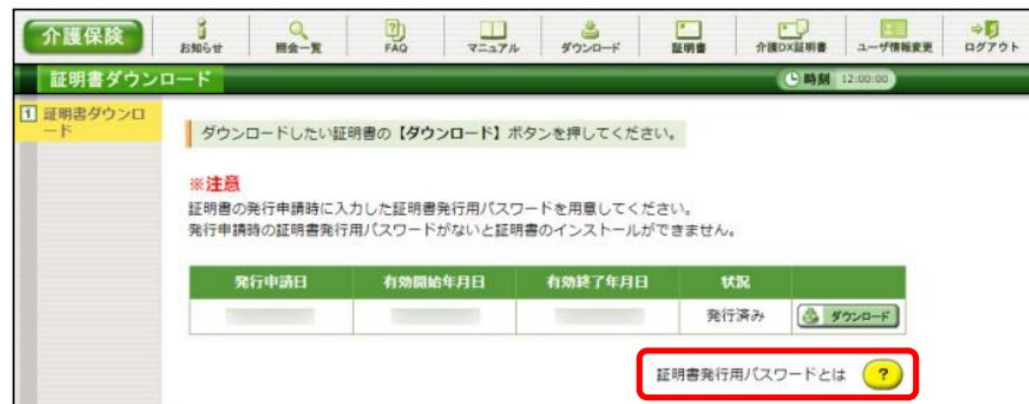 介護保険
お知らせ
照会一覧
FAQ
マニュアル
ダウンロード
証明書
介護DX証明書
ユーザ情報変更
ログアウト
証明書ダウンロード
時刻 12:00:00
1 証明書ダウンロ
ード
ダウンロードしたい証明書の【ダウンロード】ボタンを押してください。
※注意
証明書の発行申請時に入力した証明書発行用パスワードを用意してください。
発行申請時の証明書発行用パスワードがないと証明書のインストールができません。
発行申請日 有効開始年月日 有効終了年月日 状況
発行済み ダウンロード
証明書発行用パスワードとは ?